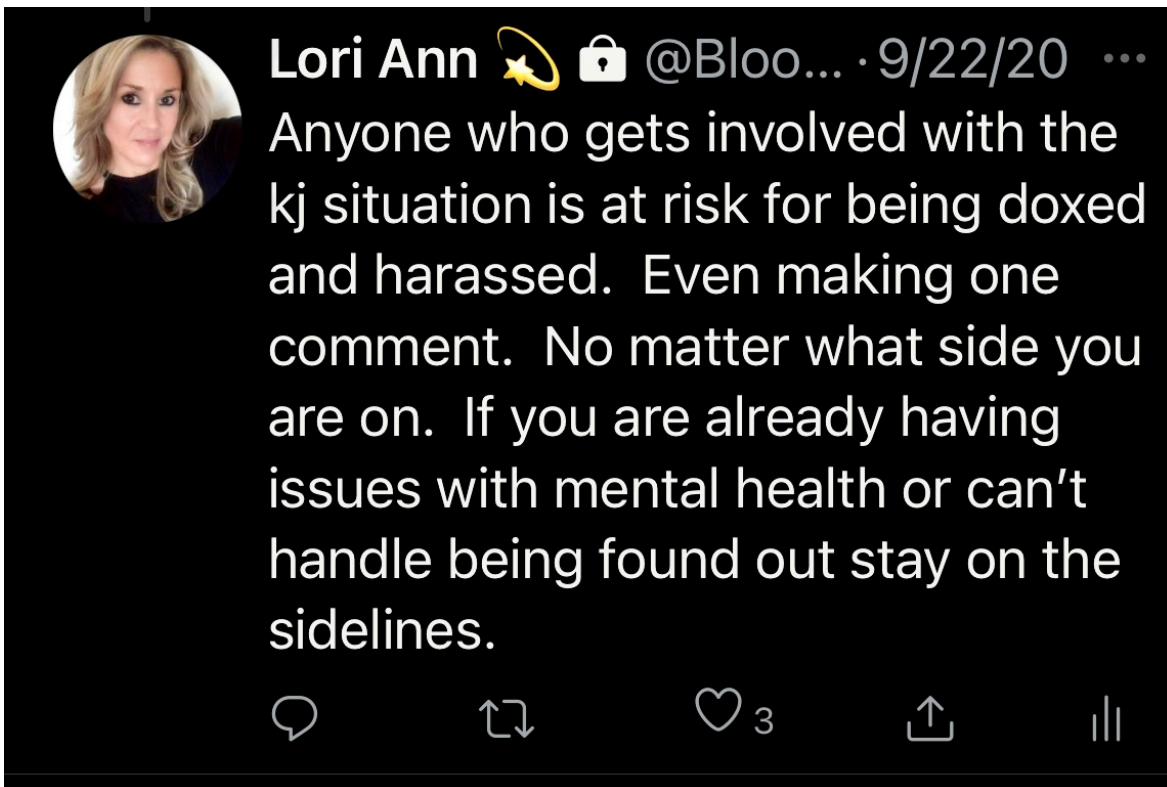 Lori Ann 💫 🔒 @Bloo... · 9/22/20 ···
Anyone who gets involved with the
kj situation is at risk for being doxed
and harassed.  Even making one
comment.  No matter what side you
are on.  If you are already having
issues with mental health or can’t
handle being found out stay on the
sidelines.
3